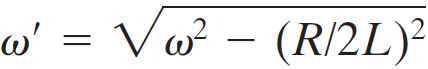 ω′ = √ω² − (R/2L)²